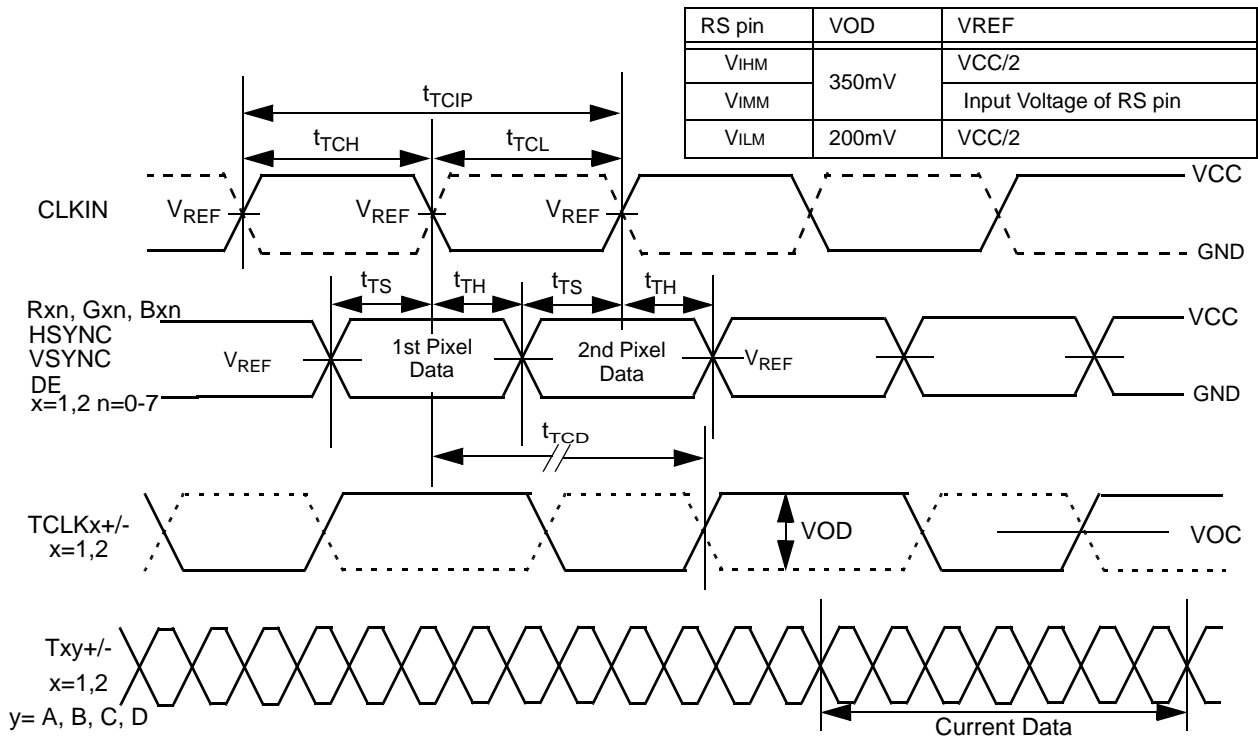 RS pin VOD VREF
VIHM 350mV VCC/2
VIMM Input Voltage of RS pin
VILM 200mV VCC/2
tTCIP
tTCH tTCL
CLKIN VREF VREF VREF VCC
GND
tTS tTH tTS tTH
Rxn, Gxn, Bxn
HSYNC
VSYNC
DE
x=1,2 n=0-7
VREF
1st Pixel
Data
2nd Pixel
Data
VREF
VCC
GND
tTCD
TCLKx+/-
x=1,2
VOD
VOC
Txy+/-
x=1,2
y= A, B, C, D
Current Data